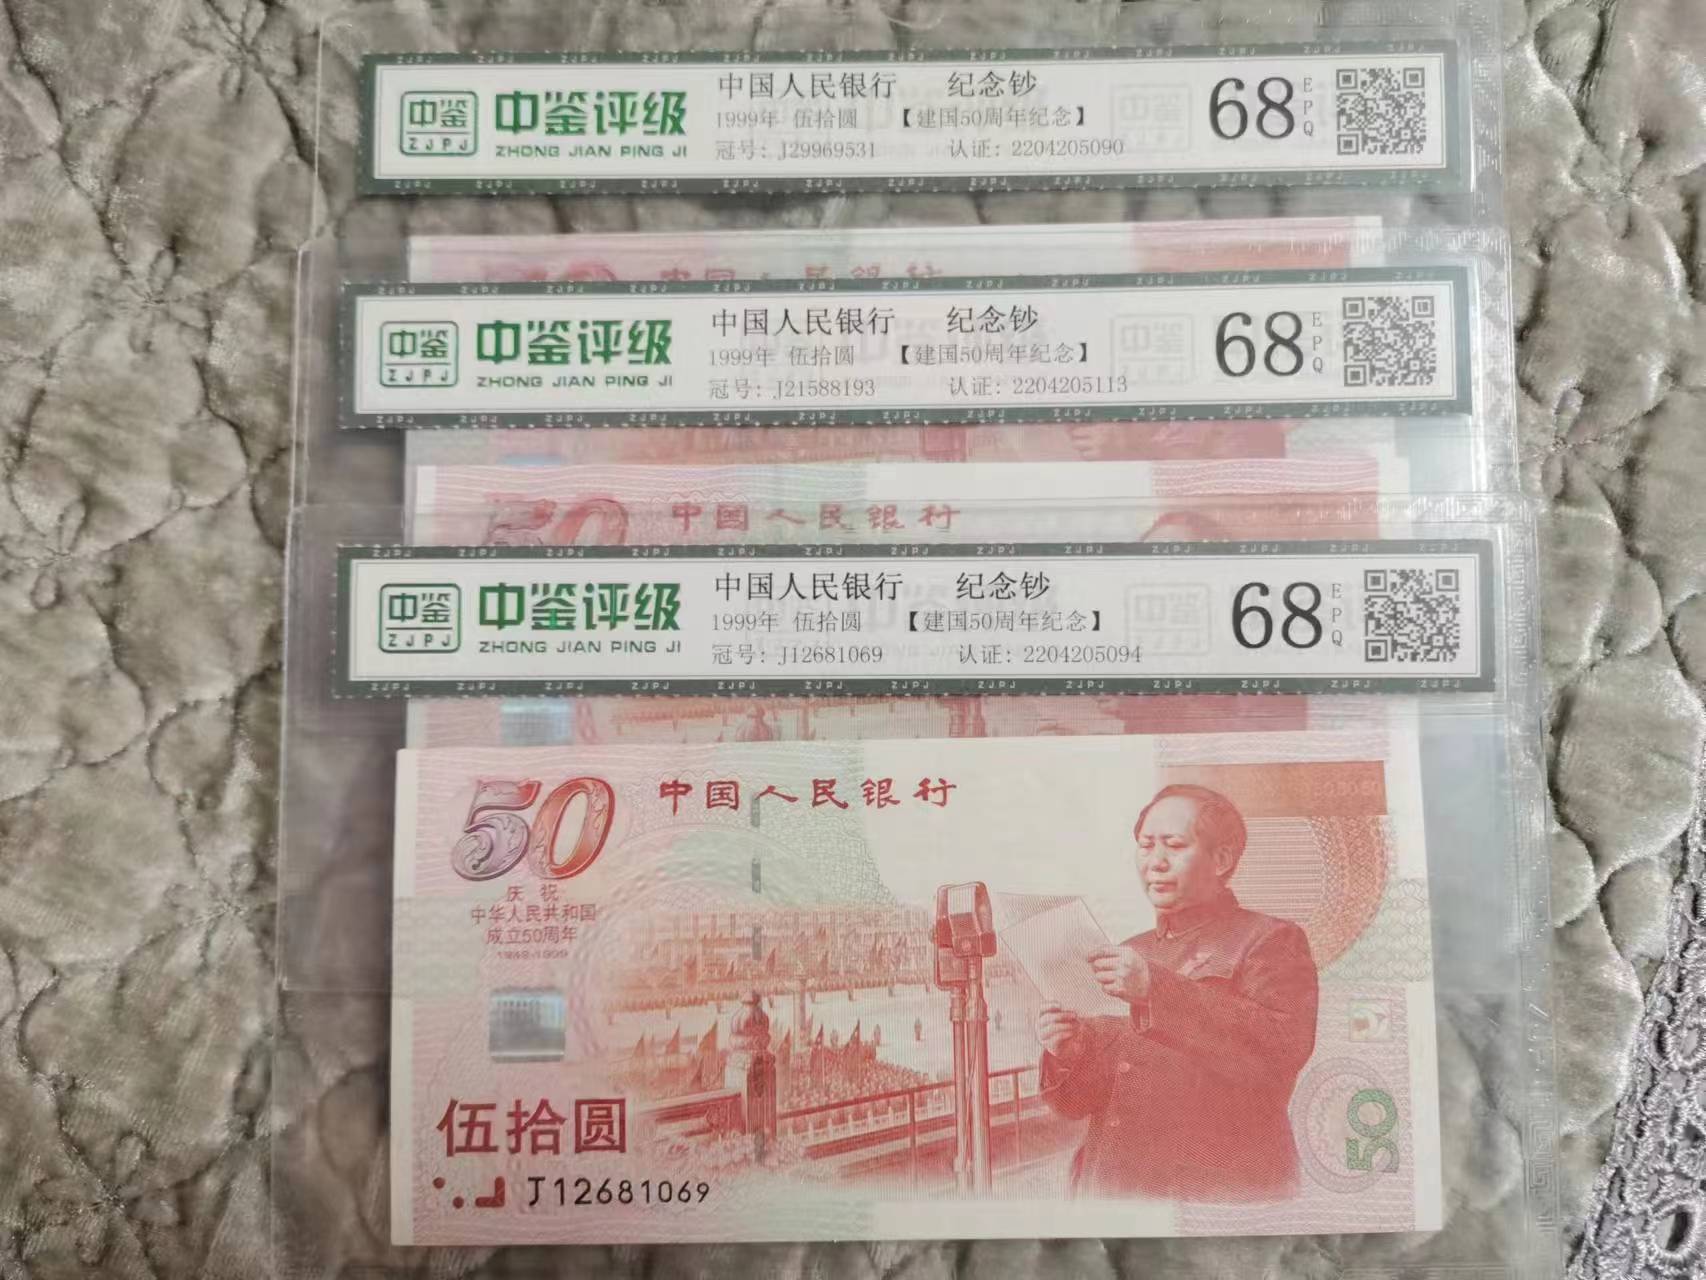 中鉴
ZJPJ
中鉴评级
ZHONG JIAN PING JI
中国人民银行 纪念钞
1999年 伍拾圆 【建国50周年纪念】
冠号: J29969531 认证: 2204205090
68
EPQ
中国人民银行
中鉴
ZJPJ
中鉴评级
ZHONG JIAN PING JI
中国人民银行 纪念钞
1999年 伍拾圆 【建国50周年纪念】
冠号: J21588193 认证: 2204205113
68
EPQ
50
中国人民银行
中鉴
ZJPJ
中鉴评级
ZHONG JIAN PING JI
中国人民银行 纪念钞
1999年 伍拾圆 【建国50周年纪念】
冠号: J12681069 认证: 2204205094
68
EPQ
50
中国人民银行
庆祝
中华人民共和国
成立50周年
1949-1999
伍拾圆
J12681069
50